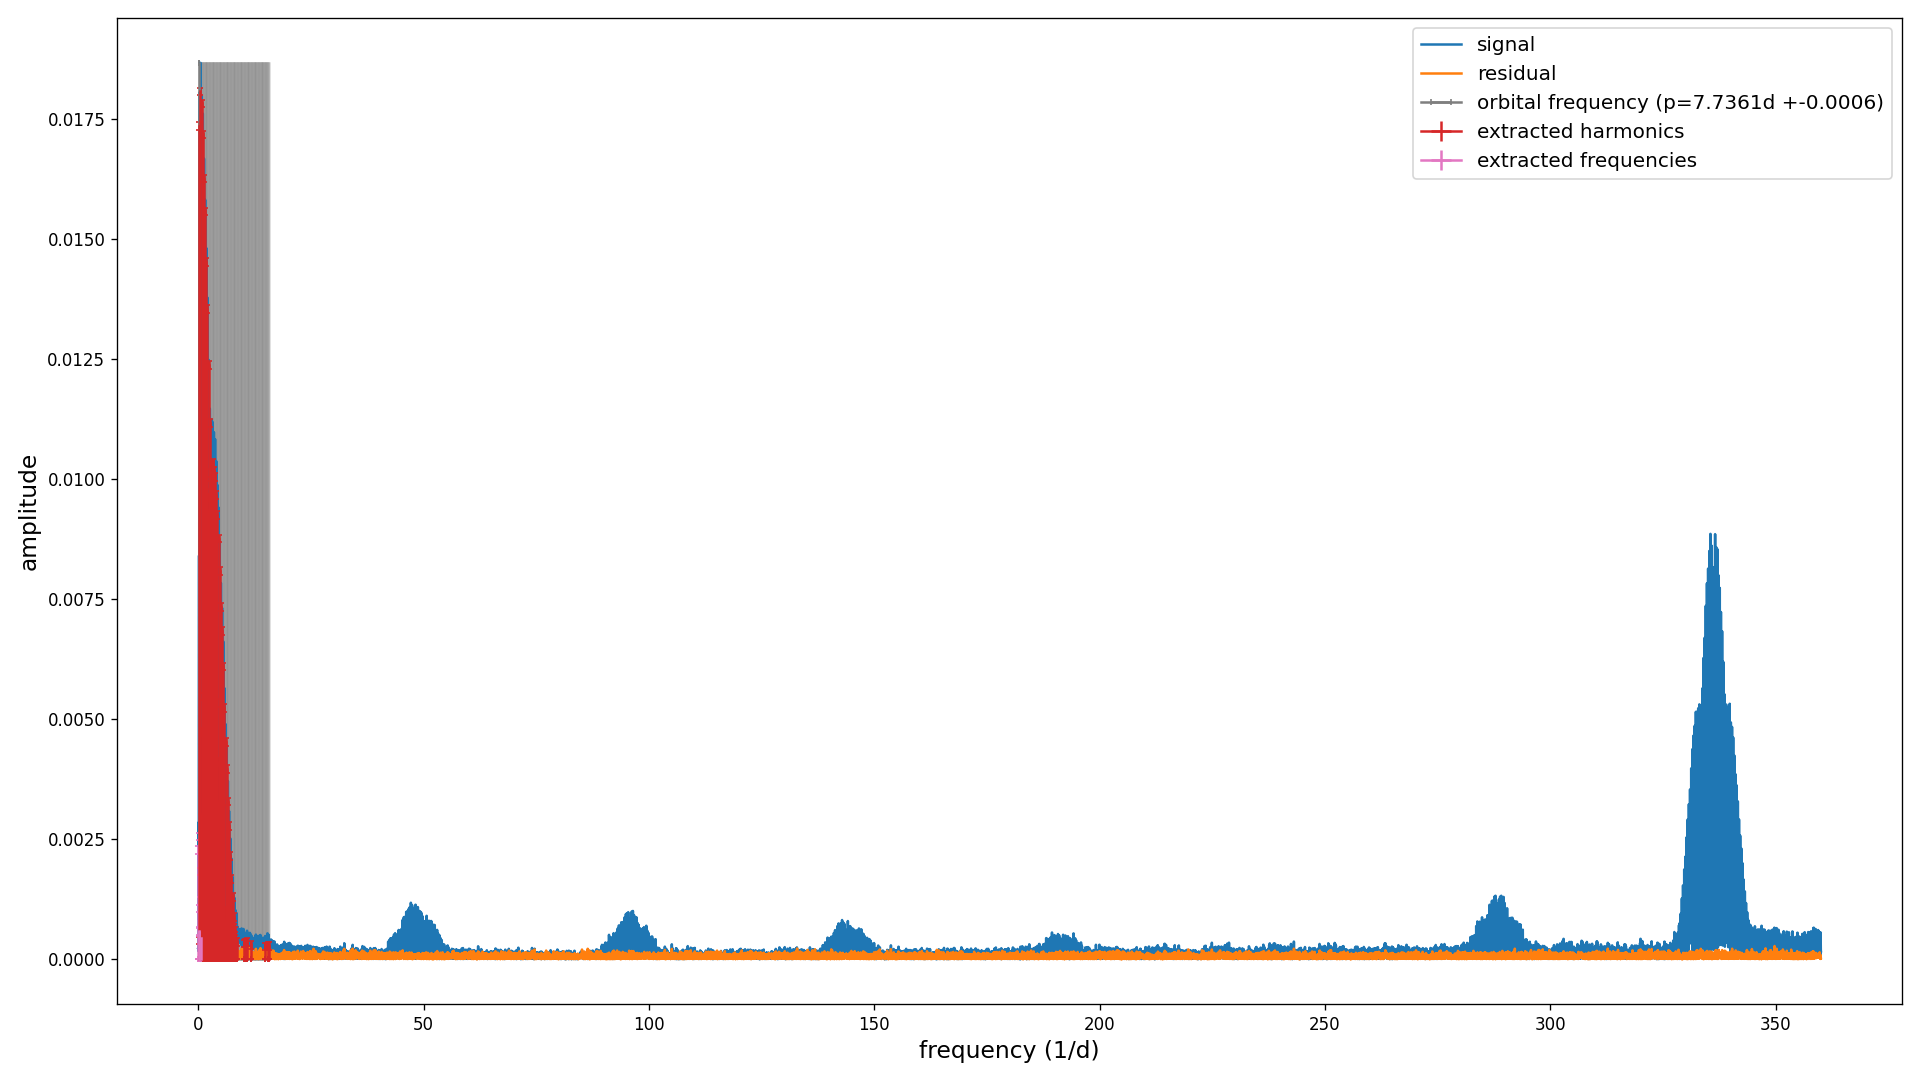 signal
residual
orbital frequency (p=7.7361d +-0.0006)
extracted harmonics
extracted frequencies
amplitude
0.0175
0.0150
0.0125
0.0100
0.0075
0.0050
0.0025
0.0000
0 50 100 150 200 250 300 350
frequency (1/d)